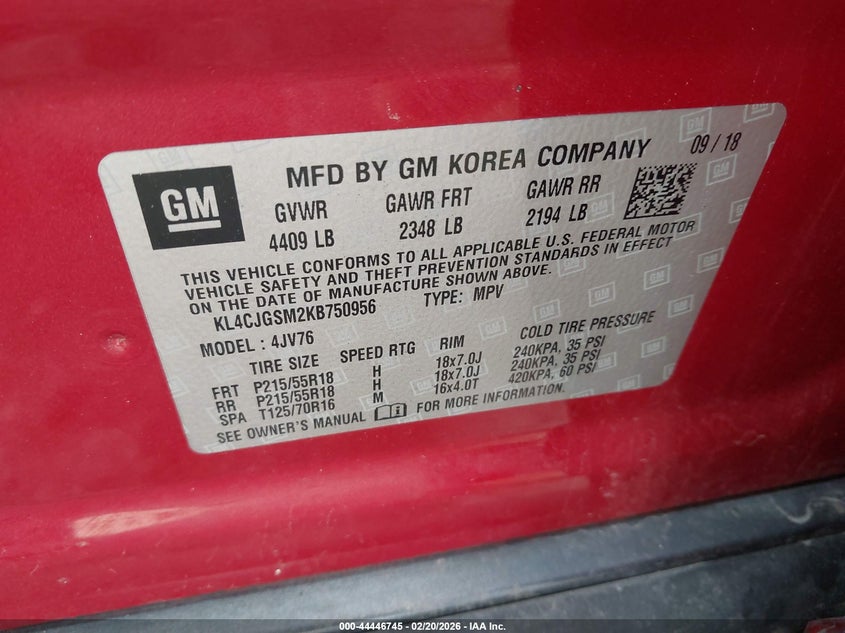 GM
MFD BY GM KOREA COMPANY 09 / 18
GVWR GAWR FRT GAWR RR
4409 LB 2348 LB 2194 LB
THIS VEHICLE CONFORMS TO ALL APPLICABLE U.S. FEDERAL MOTOR
VEHICLE SAFETY AND THEFT PREVENTION STANDARDS IN EFFECT
ON THE DATE OF MANUFACTURE SHOWN ABOVE.
KL4CJGSM2KB750956 TYPE: MPV
MODEL : 4JV76
TIRE SIZE SPEED RTG RIM COLD TIRE PRESSURE
FRT P215/55R18 H 18x7.0J 240KPA, 35 PSI
RR P215/55R18 H 18x7.0J 240KPA, 35 PSI
SPA T125/70R16 M 16x4.0T 420KPA, 60 PSI
SEE OWNER'S MANUAL FOR MORE INFORMATION.
000-44446745 - 02/20/2026 - IAA Inc.